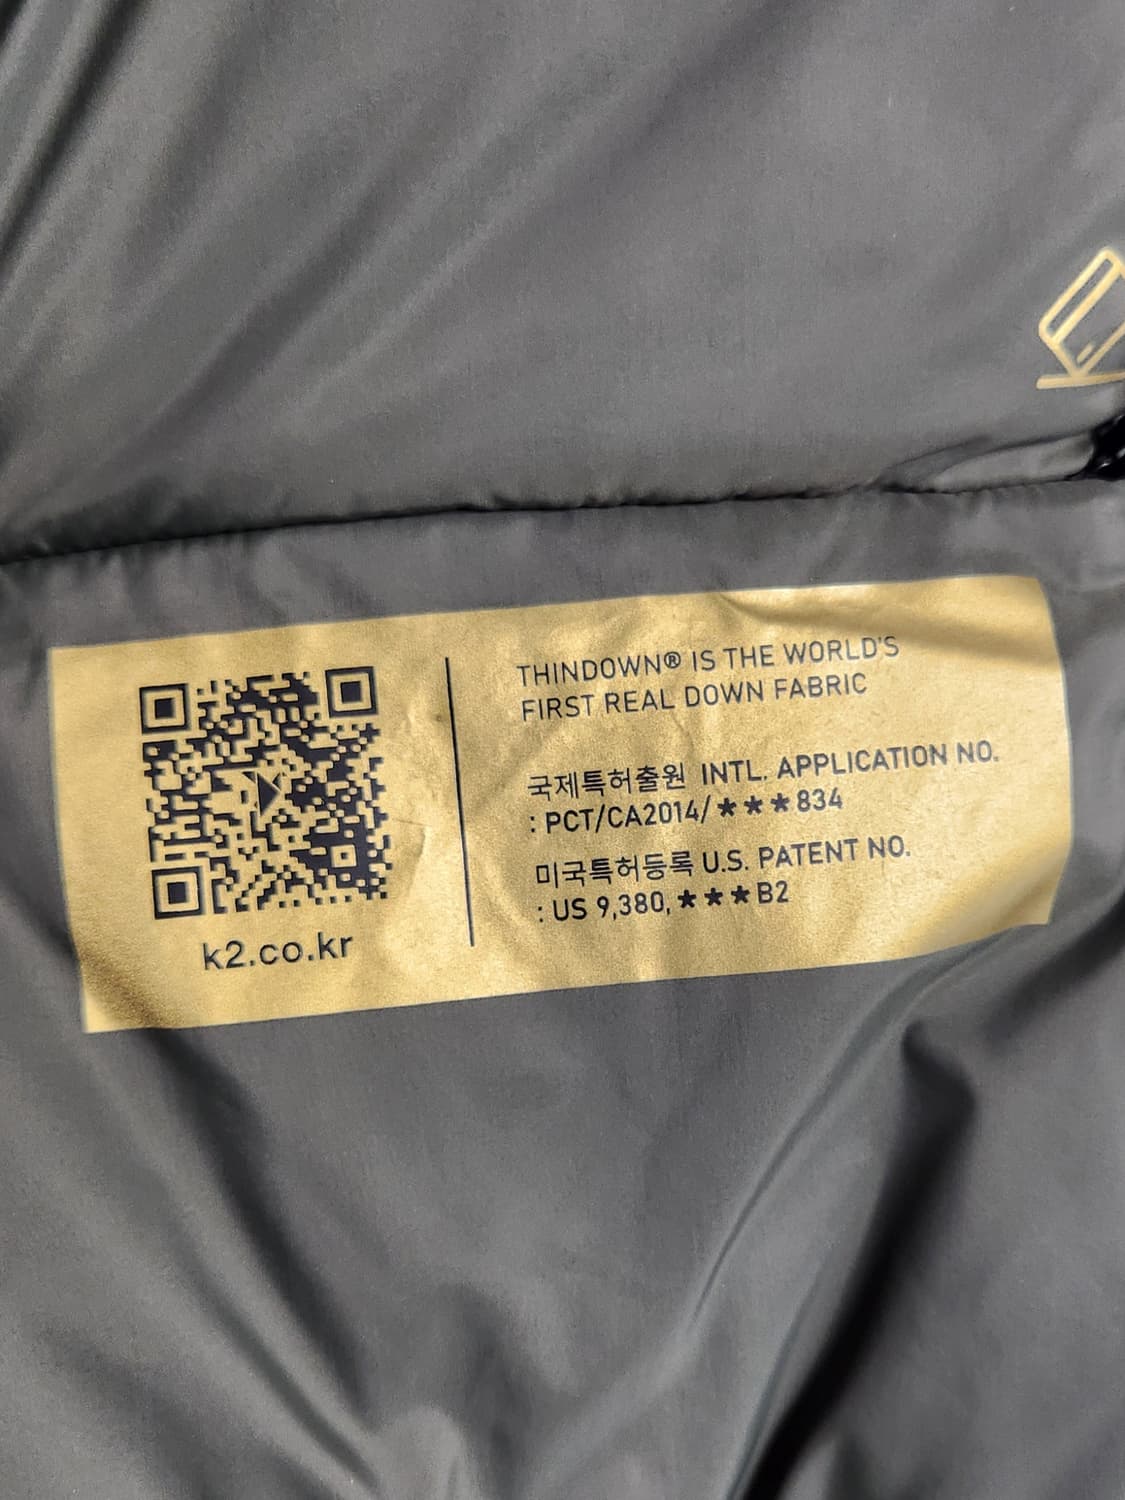 THINDOWN® IS THE WORLD'S
FIRST REAL DOWN FABRIC
국제특허출원 INTL. APPLICATION NO.
: PCT/CA2014/★★★834
미국특허등록 U.S. PATENT NO.
: US 9,380,★★★B2
k2.co.kr